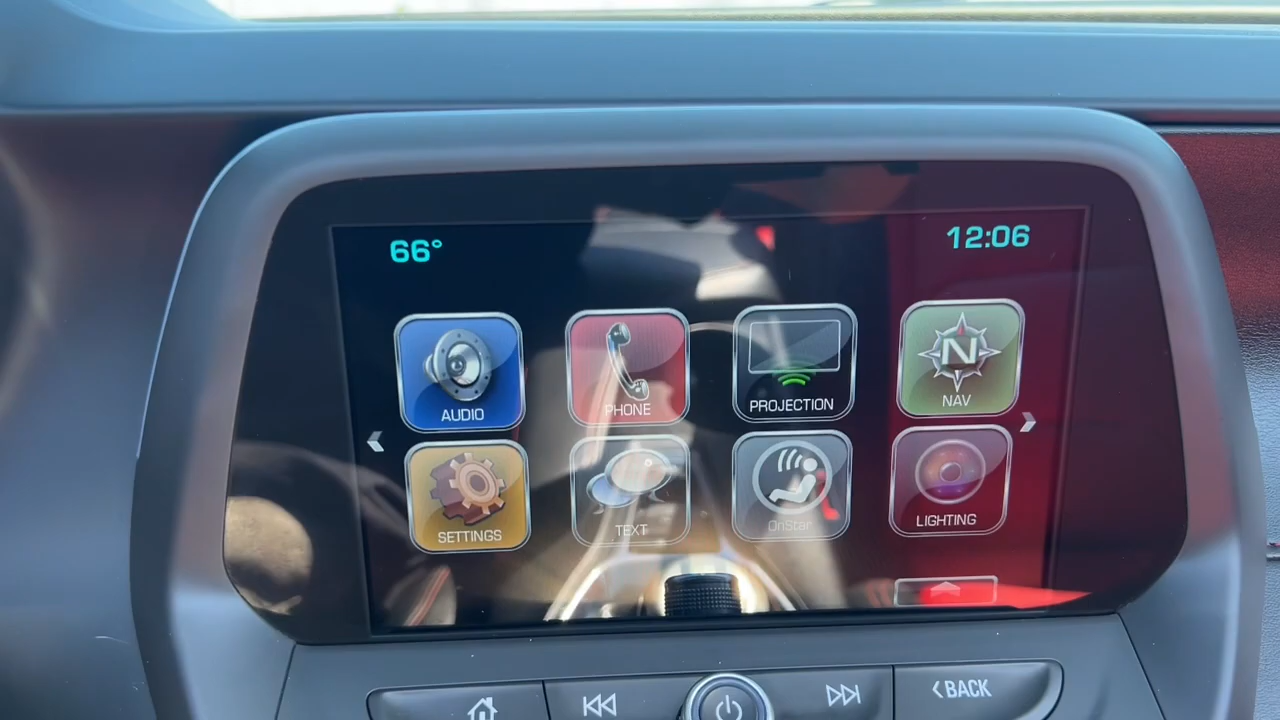 66°
12:06
AUDIO
PHONE
PROJECTION
N
NAV
SETTINGS
TEXT
OnStar
LIGHTING
BACK